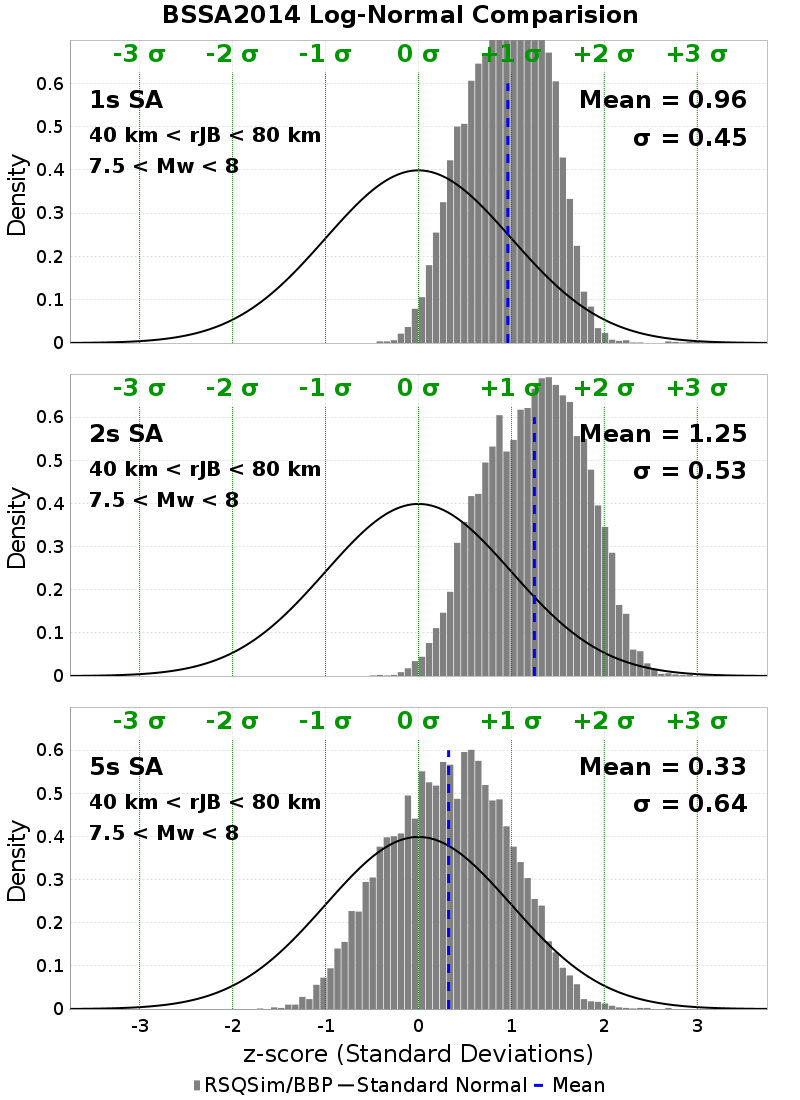 BSSA2014 Log-Normal Comparision
-3 σ -2 σ -1 σ 0 σ +1 σ +2 σ +3 σ
1s SA
Mean = 0.96
40 km < rJB < 80 km
σ = 0.45
7.5 < Mw < 8
Density
0.6
0.5
0.4
0.3
0.2
0.1
0
-3 σ -2 σ -1 σ 0 σ +1 σ +2 σ +3 σ
2s SA
Mean = 1.25
40 km < rJB < 80 km
σ = 0.53
7.5 < Mw < 8
Density
0.6
0.5
0.4
0.3
0.2
0.1
0
-3 σ -2 σ -1 σ 0 σ +1 σ +2 σ +3 σ
5s SA
Mean = 0.33
40 km < rJB < 80 km
σ = 0.64
7.5 < Mw < 8
Density
0.6
0.5
0.4
0.3
0.2
0.1
0
-3 -2 -1 0 1 2 3
z-score (Standard Deviations)
RSQSim/BBP Standard Normal Mean